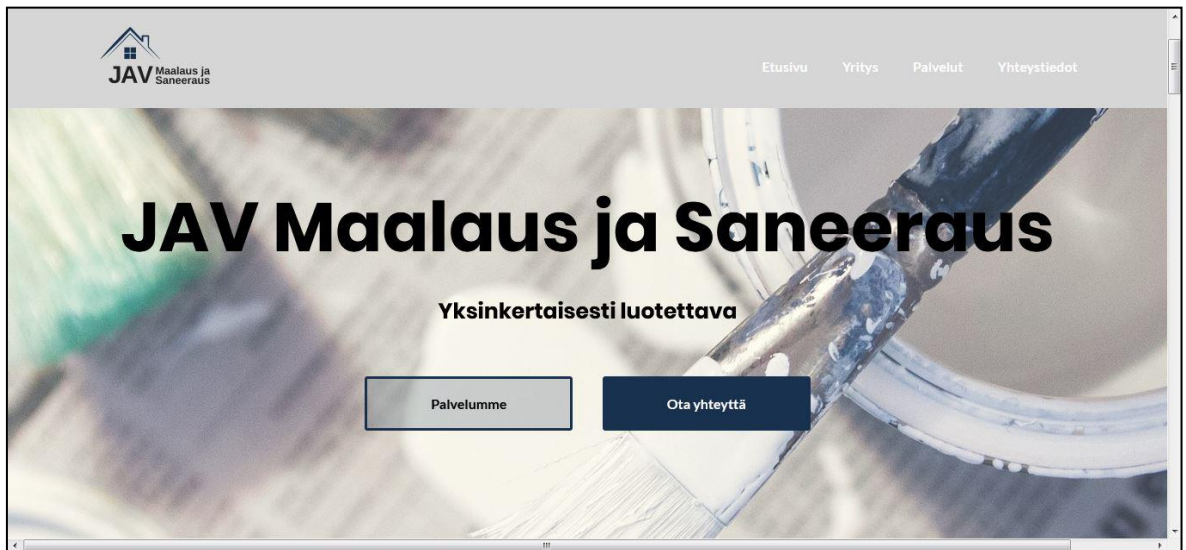 JAV Maalaus ja
Saneeraus
Etusivu Yritys Palvelut Yhteystiedot
JAV Maalaus ja Saneeraus
Yksinkertaisesti luotettava
Palvelumme Ota yhteyttä